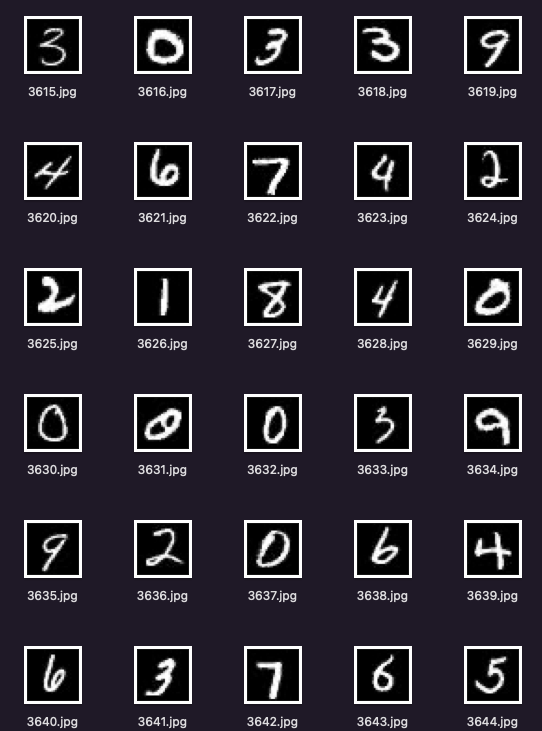 3 0 3 3 9
3615.jpg 3616.jpg 3617.jpg 3618.jpg 3619.jpg
4 6 7 4 2
3620.jpg 3621.jpg 3622.jpg 3623.jpg 3624.jpg
2 1 8 4 0
3625.jpg 3626.jpg 3627.jpg 3628.jpg 3629.jpg
0 0 0 3 9
3630.jpg 3631.jpg 3632.jpg 3633.jpg 3634.jpg
9 2 0 6 4
3635.jpg 3636.jpg 3637.jpg 3638.jpg 3639.jpg
6 3 7 6 5
3640.jpg 3641.jpg 3642.jpg 3643.jpg 3644.jpg